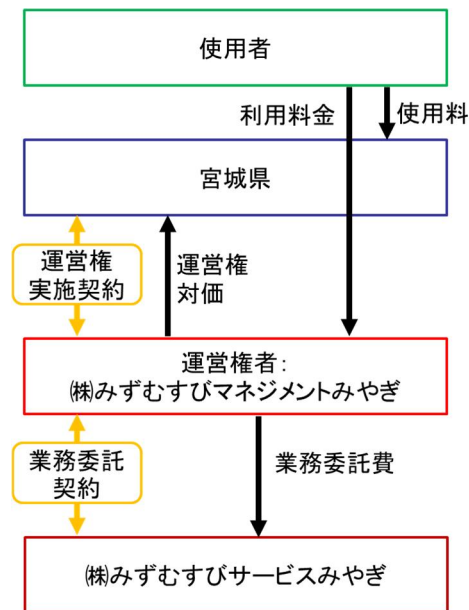 使用者
利用料金
使用料
宮城県
運営権
実施契約
運営権
対価
運営権者：
㈱みずむすびマネジメントみやぎ
業務委託
契約
業務委託費
㈱みずむすびサービスみやぎ